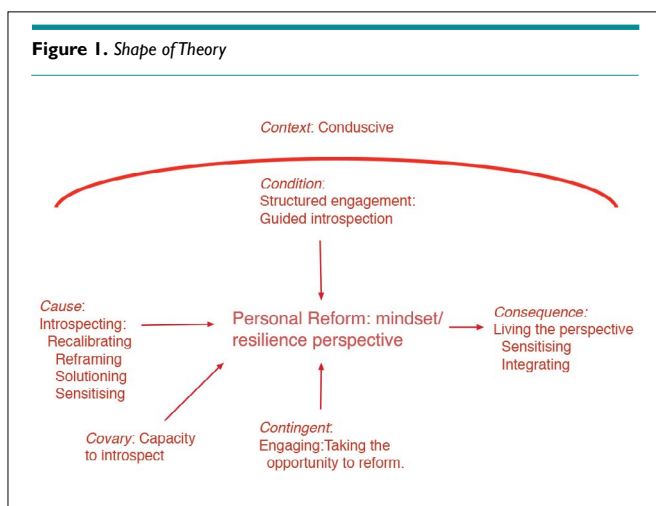 Figure 1. Shape of Theory
Context: Conduscive
Condition:
Structured engagement:
Guided introspection
Cause:
Introspecting:
Recalibrating
Reframing
Solutioning
Sensitising
Personal Reform: mindset/
resilience perspective
Consequence:
Living the perspective
Sensitising
Integrating
Covary: Capacity
to introspect
Contingent:
Engaging:Taking the
opportunity to reform.